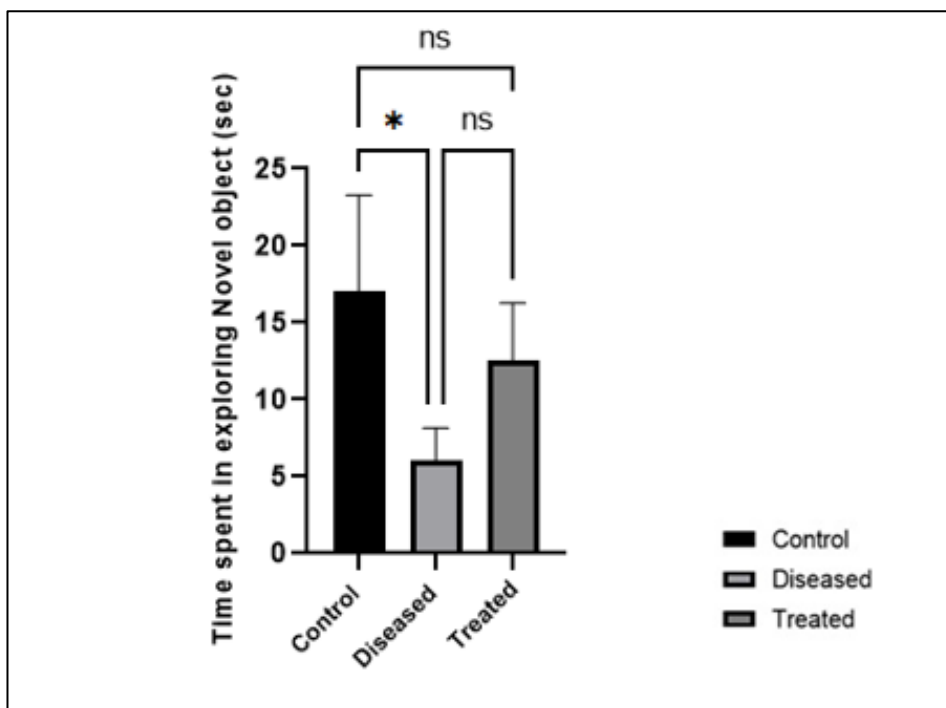 ns
* ns
Time spent in exploring Novel object (sec)
25
20
15
10
5
0
Control
Diseased
Treated
Control
Diseased
Treated